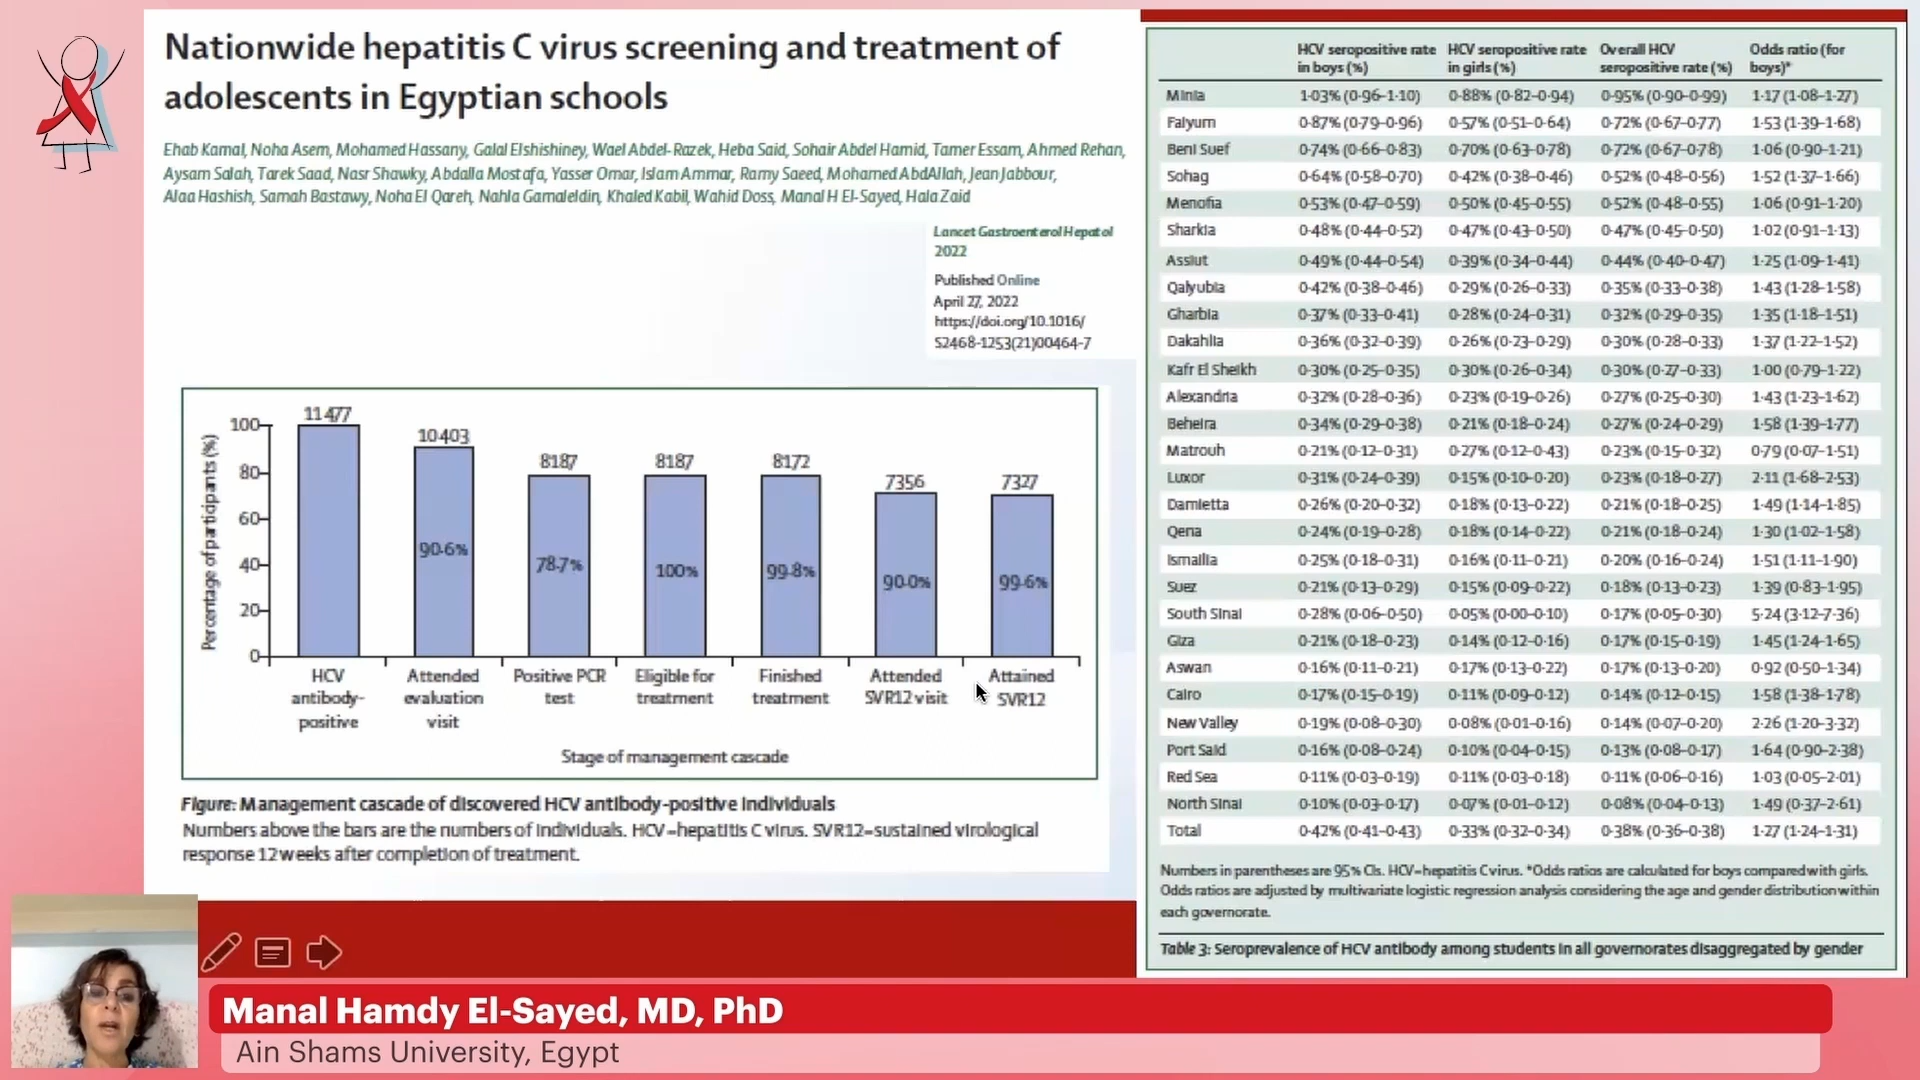 Nationwide hepatitis C virus screening and treatment of
adolescents in Egyptian schools
Ehab Kamal, Noha Asem, Mohamed Hassany, Galal Elshishiney, Wael Abdel-Razek, Heba Said, Sohair Abdel Hamid, Tamer Essam, Ahmed Rehan,
Aysam Salah, Tarek Saad, Nasr Shawky, Abdalla Mostafa, Yasser Omar, Islam Ammar, Ramy Saeed, Mohamed AbdAllah, Jean Jabbour,
Alaa Hashish, Samah Bastawy, Noha El Qareh, Nahla Gamaleldin, Khaled Kabil, Wahid Doss, Manal H El-Sayed, Hala Zaid
Lancet Gastroenterol Hepatol
2022
Published Online
April 27, 2022
https://doi.org/10.1016/
S2468-1253(21)00464-7
Percentage of participants (%)
100
80
60
40
20
0
11477
10403
8187
8187
8172
7356
7327
90·6%
78·7%
100%
99·8%
90·0%
99·6%
HCV
antibody-
positive
Attended
evaluation
visit
Positive PCR
test
Eligible for
treatment
Finished
treatment
Attended
SVR12 visit
Attained
SVR12
Stage of management cascade
Figure: Management cascade of discovered HCV antibody-positive individuals
Numbers above the bars are the numbers of individuals. HCV=hepatitis C virus. SVR12=sustained virological
response 12 weeks after completion of treatment.
HCV seropositive rate in boys (%) HCV seropositive rate in girls (%) Overall HCV seropositive rate (%) Odds ratio (for boys)*
Minia 1·03% (0·96–1·10) 0·88% (0·82–0·94) 0·95% (0·90–0·99) 1·17 (1·08–1·27)
Faiyum 0·87% (0·79–0·96) 0·57% (0·51–0·64) 0·72% (0·67–0·77) 1·53 (1·39–1·68)
Beni Suef 0·74% (0·66–0·83) 0·70% (0·63–0·78) 0·72% (0·67–0·78) 1·06 (0·90–1·21)
Sohag 0·64% (0·58–0·70) 0·42% (0·38–0·46) 0·52% (0·48–0·56) 1·52 (1·37–1·66)
Menofia 0·53% (0·47–0·59) 0·50% (0·45–0·55) 0·52% (0·48–0·55) 1·06 (0·91–1·20)
Sharkia 0·48% (0·44–0·52) 0·47% (0·43–0·50) 0·47% (0·45–0·50) 1·02 (0·91–1·13)
Assiut 0·49% (0·44–0·54) 0·39% (0·34–0·44) 0·44% (0·40–0·47) 1·25 (1·09–1·41)
Qalyubia 0·42% (0·38–0·46) 0·29% (0·26–0·33) 0·35% (0·33–0·38) 1·43 (1·28–1·58)
Gharbia 0·37% (0·33–0·41) 0·28% (0·24–0·31) 0·32% (0·29–0·35) 1·35 (1·18–1·51)
Dakahlia 0·36% (0·32–0·39) 0·26% (0·23–0·29) 0·30% (0·28–0·33) 1·37 (1·22–1·52)
Kafr El Sheikh 0·30% (0·25–0·35) 0·30% (0·26–0·34) 0·30% (0·27–0·33) 1·00 (0·79–1·22)
Alexandria 0·32% (0·28–0·36) 0·23% (0·19–0·26) 0·27% (0·25–0·30) 1·43 (1·23–1·62)
Beheira 0·34% (0·29–0·38) 0·21% (0·18–0·24) 0·27% (0·24–0·29) 1·58 (1·39–1·77)
Matrouh 0·21% (0·12–0·31) 0·27% (0·12–0·43) 0·23% (0·15–0·32) 0·79 (0·07–1·51)
Luxor 0·31% (0·24–0·39) 0·15% (0·10–0·20) 0·23% (0·18–0·27) 2·11 (1·68–2·53)
Damietta 0·26% (0·20–0·32) 0·18% (0·13–0·22) 0·21% (0·18–0·25) 1·49 (1·14–1·85)
Qena 0·24% (0·19–0·28) 0·18% (0·14–0·22) 0·21% (0·18–0·24) 1·30 (1·02–1·58)
Ismailia 0·25% (0·18–0·31) 0·16% (0·11–0·21) 0·20% (0·16–0·24) 1·51 (1·11–1·90)
Suez 0·21% (0·13–0·29) 0·15% (0·09–0·22) 0·18% (0·13–0·23) 1·39 (0·83–1·95)
South Sinai 0·28% (0·06–0·50) 0·05% (0·00–0·10) 0·17% (0·05–0·30) 5·24 (3·12–7·36)
Giza 0·21% (0·18–0·23) 0·14% (0·12–0·16) 0·17% (0·15–0·19) 1·45 (1·24–1·65)
Aswan 0·16% (0·11–0·21) 0·17% (0·13–0·22) 0·17% (0·13–0·20) 0·92 (0·50–1·34)
Cairo 0·17% (0·15–0·19) 0·11% (0·09–0·12) 0·14% (0·12–0·15) 1·58 (1·38–1·78)
New Valley 0·19% (0·08–0·30) 0·08% (0·01–0·16) 0·14% (0·07–0·20) 2·26 (1·20–3·32)
Port Said 0·16% (0·08–0·24) 0·10% (0·04–0·15) 0·13% (0·08–0·17) 1·64 (0·90–2·38)
Red Sea 0·11% (0·03–0·19) 0·11% (0·03–0·18) 0·11% (0·06–0·16) 1·03 (0·05–2·01)
North Sinai 0·10% (0·03–0·17) 0·07% (0·01–0·12) 0·08% (0·04–0·13) 1·49 (0·37–2·61)
Total 0·42% (0·41–0·43) 0·33% (0·32–0·34) 0·38% (0·36–0·38) 1·27 (1·24–1·31)
Numbers in parentheses are 95% CIs. HCV=hepatitis C virus. *Odds ratios are calculated for boys compared with girls.
Odds ratios are adjusted by multivariate logistic regression analysis considering the age and gender distribution within
each governorate.
Table 3: Seroprevalence of HCV antibody among students in all governorates disaggregated by gender
Manal Hamdy El-Sayed, MD, PhD
Ain Shams University, Egypt